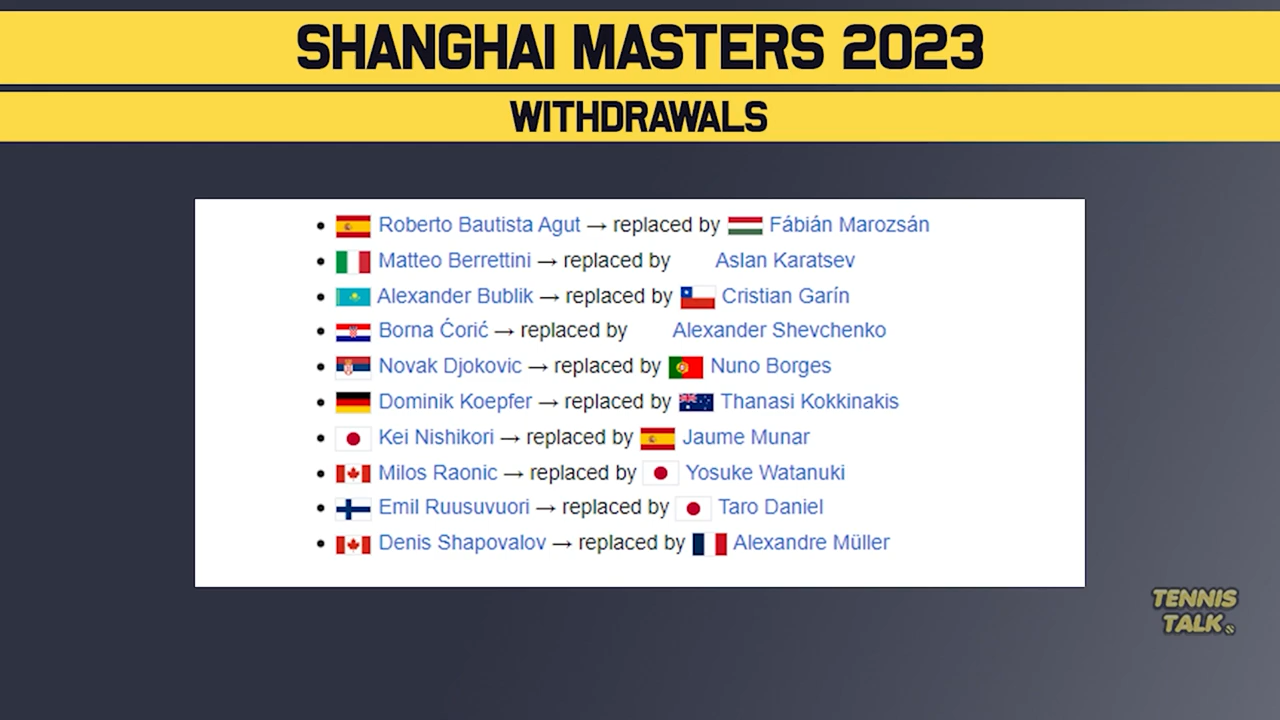 SHANGHAI MASTERS 2023
WITHDRAWALS
• Roberto Bautista Agut → replaced by Fábián Marozsán
• Matteo Berrettini → replaced by Aslan Karatsev
• Alexander Bublik → replaced by Cristian Garín
• Borna Ćorić → replaced by Alexander Shevchenko
• Novak Djokovic → replaced by Nuno Borges
• Dominik Koepfer → replaced by Thanasi Kokkinakis
• Kei Nishikori → replaced by Jaume Munar
• Milos Raonic → replaced by Yosuke Watanuki
• Emil Ruusuvuori → replaced by Taro Daniel
• Denis Shapovalov → replaced by Alexandre Müller
TENNIS
TALK